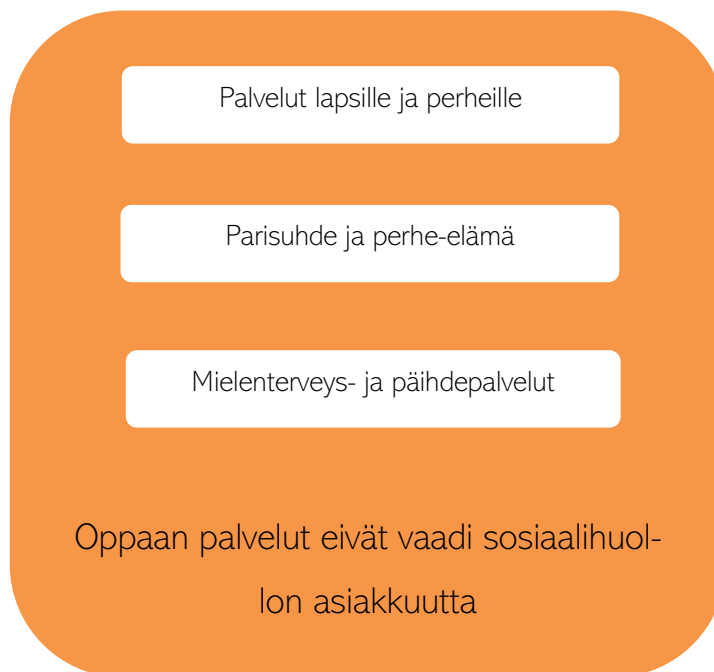 Palvelut lapsille ja perheille
Parisuhde ja perhe-elämä
Mielenterveys- ja päihdepalvelut
Oppaan palvelut eivät vaadi sosiaalihuol-
lon asiakkuutta